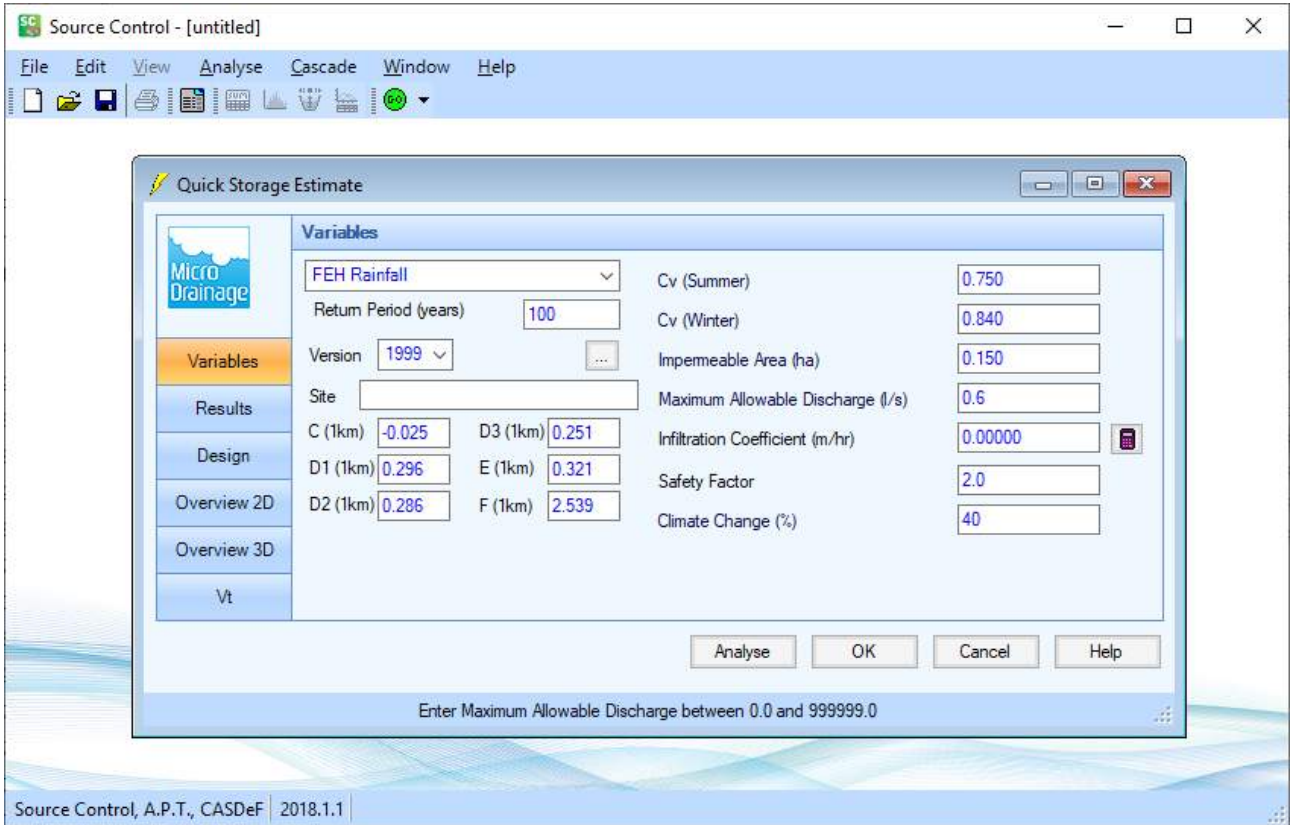 Source Control - [untitled]
File Edit View Analyse Cascade Window Help
GO
Quick Storage Estimate
Micro
Drainage
Variables
Results
Design
Overview 2D
Overview 3D
Vt
Variables
FEH Rainfall
Return Period (years) 100
Version 1999 ...
Site
C (1km) -0.025 D3 (1km) 0.251
D1 (1km) 0.296 E (1km) 0.321
D2 (1km) 0.286 F (1km) 2.539
Cv (Summer) 0.750
Cv (Winter) 0.840
Impermeable Area (ha) 0.150
Maximum Allowable Discharge (l/s) 0.6
Infiltration Coefficient (m/hr) 0.00000
Safety Factor 2.0
Climate Change (%) 40
Analyse OK Cancel Help
Enter Maximum Allowable Discharge between 0.0 and 999999.0
Source Control, A.P.T., CASDeF 2018.1.1